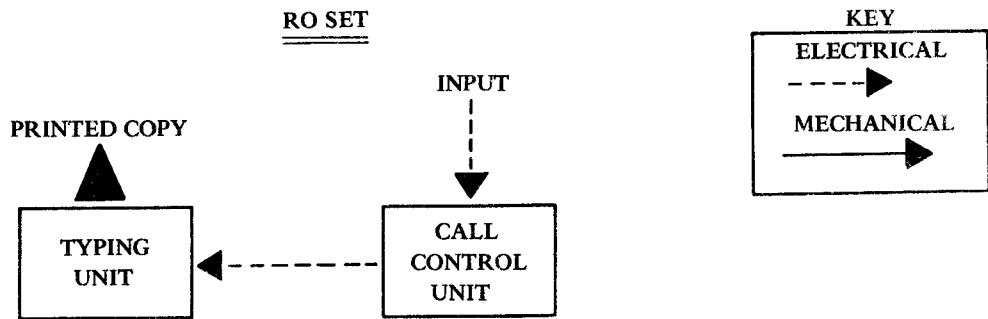 RO SET
KEY
ELECTRICAL
MECHANICAL
INPUT
PRINTED COPY
TYPING
UNIT
CALL
CONTROL
UNIT